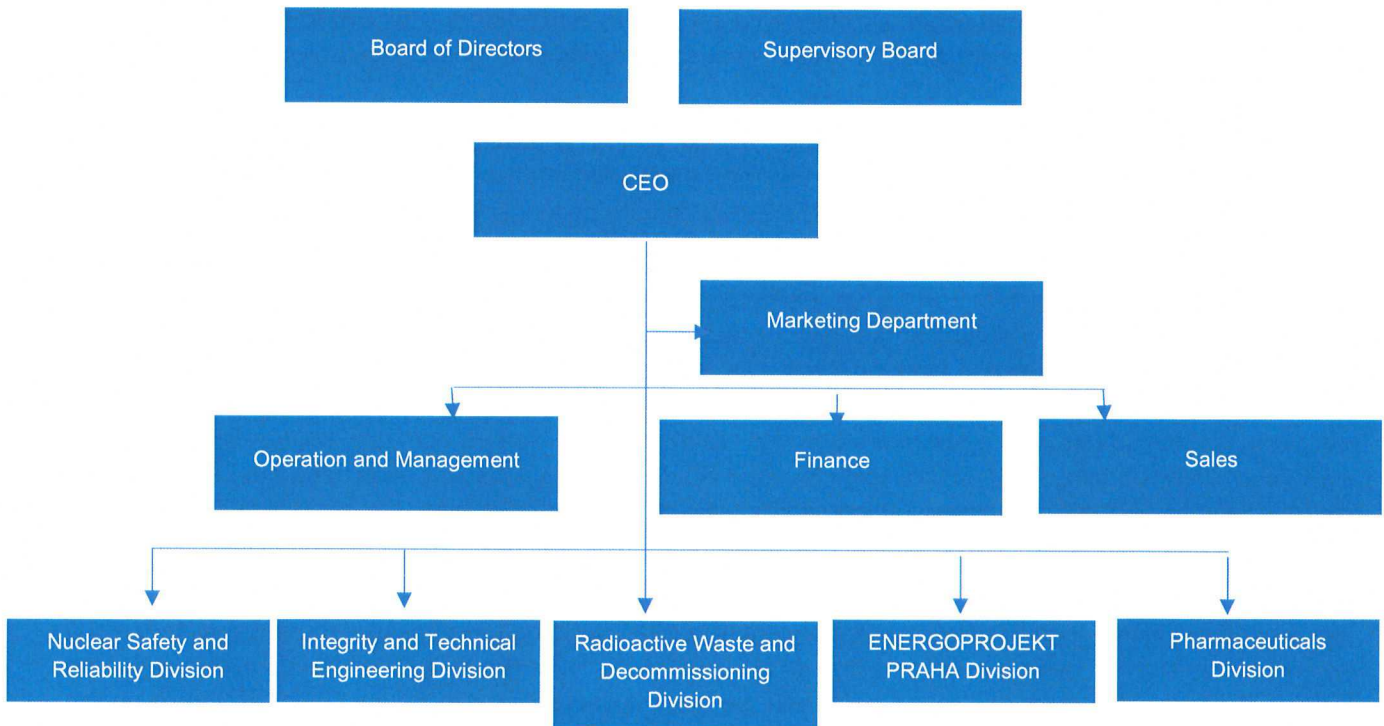 Board of Directors
Supervisory Board
CEO
Marketing Department
Operation and Management
Finance
Sales
Nuclear Safety and
Reliability Division
Integrity and Technical
Engineering Division
Radioactive Waste and
Decommissioning
Division
ENERGOPROJEKT
PRAHA Division
Pharmaceuticals
Division